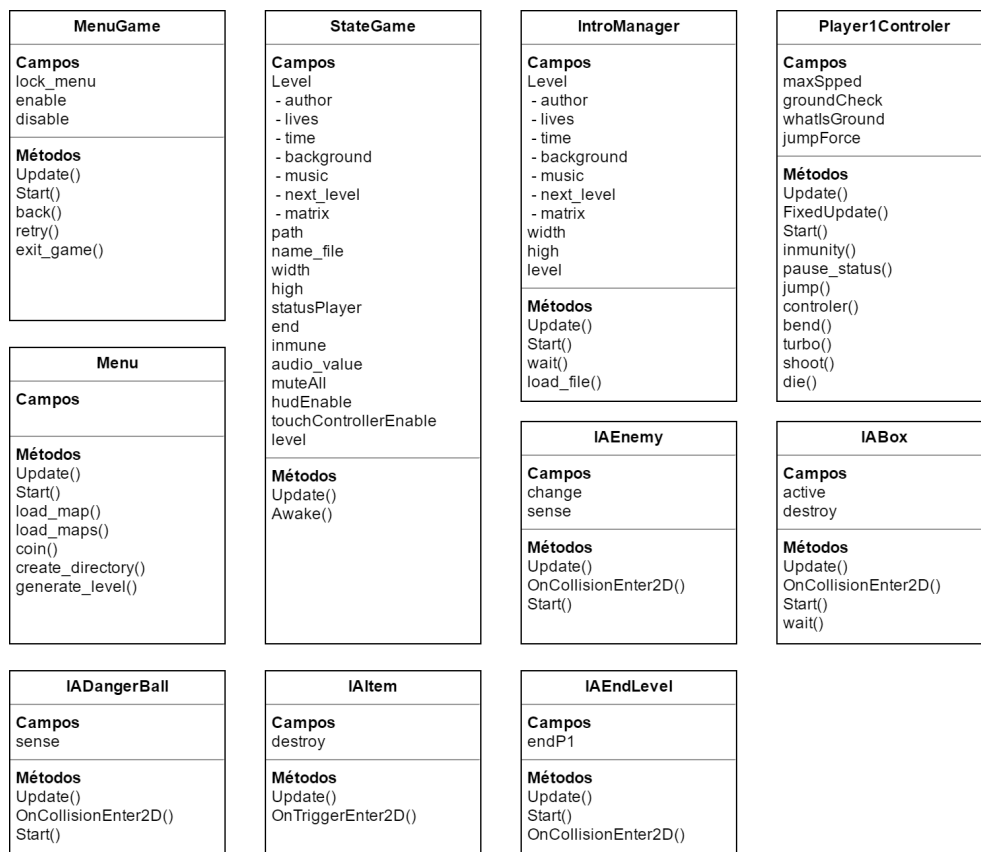 MenuGame
Campos
lock_menu
enable
disable
Métodos
Update()
Start()
back()
retry()
exit_game()
StateGame
Campos
Level
- author
- lives
- time
- background
- music
- next_level
- matrix
path
name_file
width
high
statusPlayer
end
inmune
audio_value
muteAll
hudEnable
touchControllerEnable
level
Métodos
Update()
Awake()
IntroManager
Campos
Level
- author
- lives
- time
- background
- music
- next_level
- matrix
width
high
level
Métodos
Update()
Start()
wait()
load_file()
Player1Controler
Campos
maxSpped
groundCheck
whatIsGround
jumpForce
Métodos
Update()
FixedUpdate()
Start()
inmunity()
pause_status()
jump()
controler()
bend()
turbo()
shoot()
die()
Menu
Campos
Métodos
Update()
Start()
load_map()
load_maps()
coin()
create_directory()
generate_level()
IAEnemy
Campos
change
sense
Métodos
Update()
OnCollisionEnter2D()
Start()
IABox
Campos
active
destroy
Métodos
Update()
OnCollisionEnter2D()
Start()
wait()
IADangerBall
Campos
sense
Métodos
Update()
OnCollisionEnter2D()
Start()
IAItem
Campos
destroy
Métodos
Update()
OnTriggerEnter2D()
IAEndLevel
Campos
endP1
Métodos
Update()
Start()
OnCollisionEnter2D()